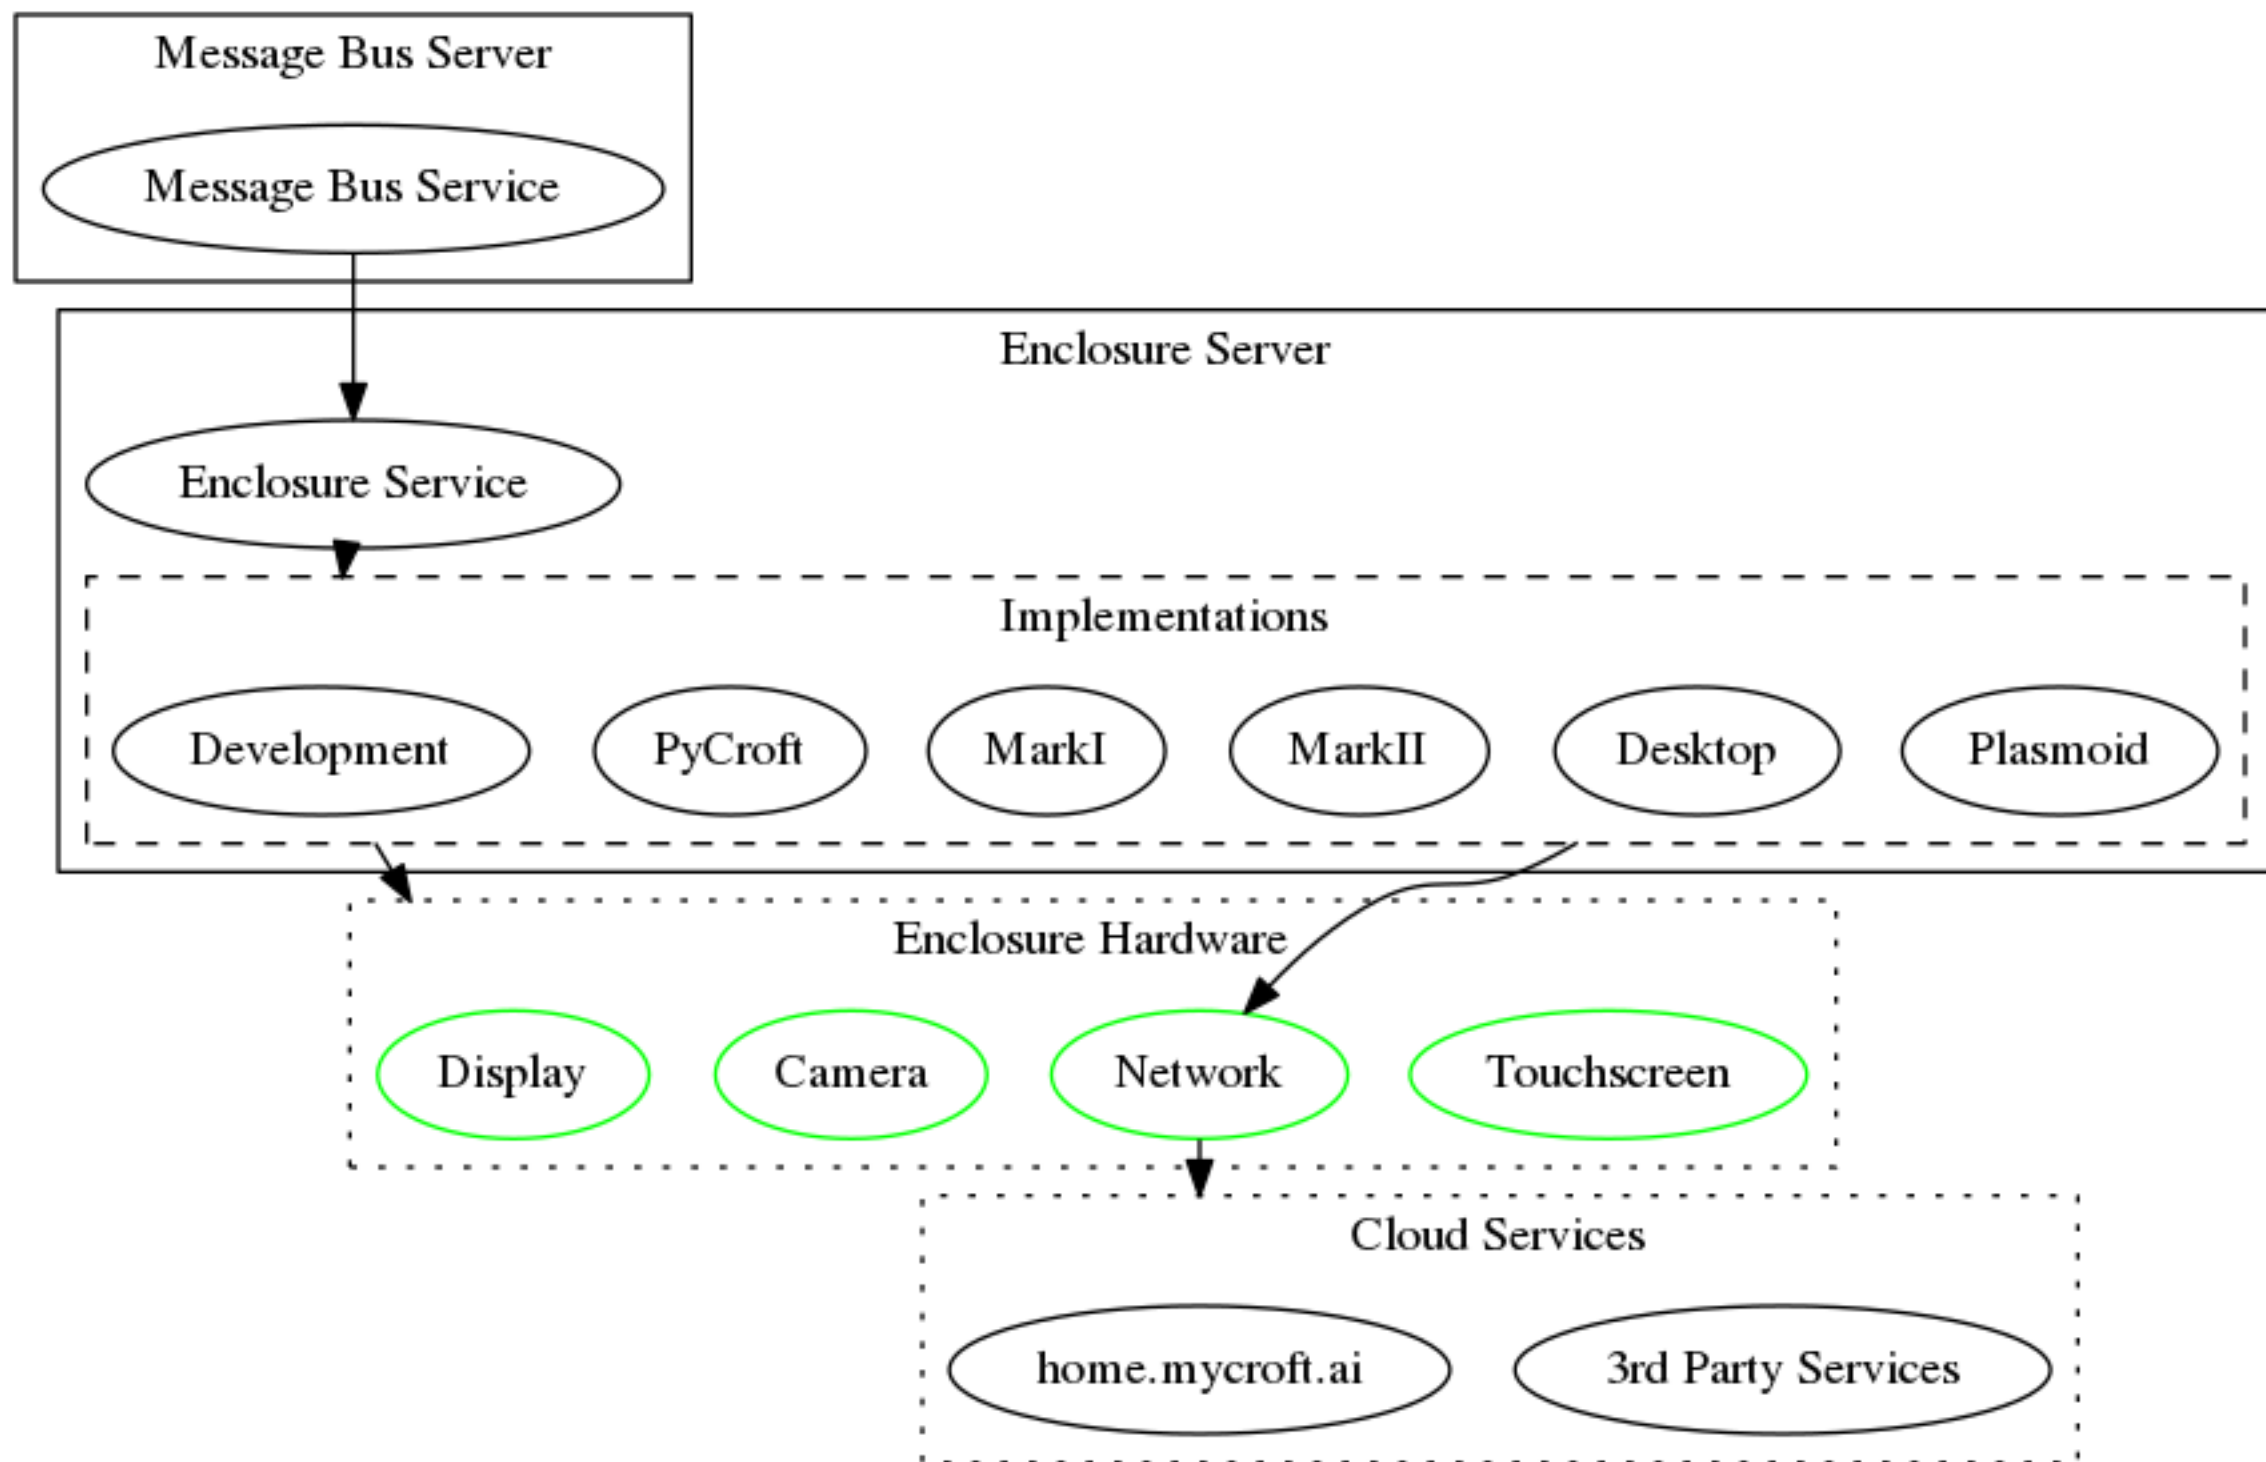 Message Bus Server
Message Bus Service
Enclosure Server
Enclosure Service
Implementations
Development
PyCroft
MarkI
MarkII
Desktop
Plasmoid
Enclosure Hardware
Display
Camera
Network
Touchscreen
Cloud Services
home.mycroft.ai
3rd Party Services